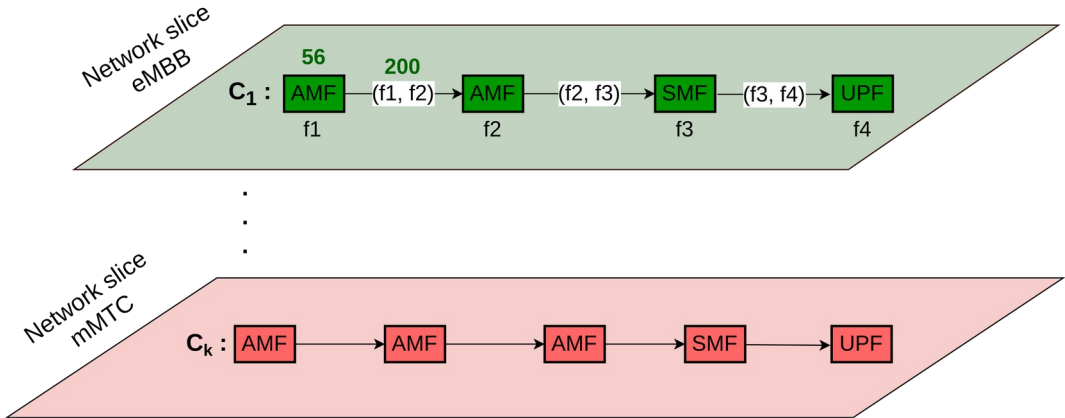 Network slice
eMBB
56
200
C1 : AMF (f1, f2) AMF (f2, f3) SMF (f3, f4) UPF
f1 f2 f3 f4
.
.
.
Network slice
mMTC
Ck : AMF AMF AMF SMF UPF